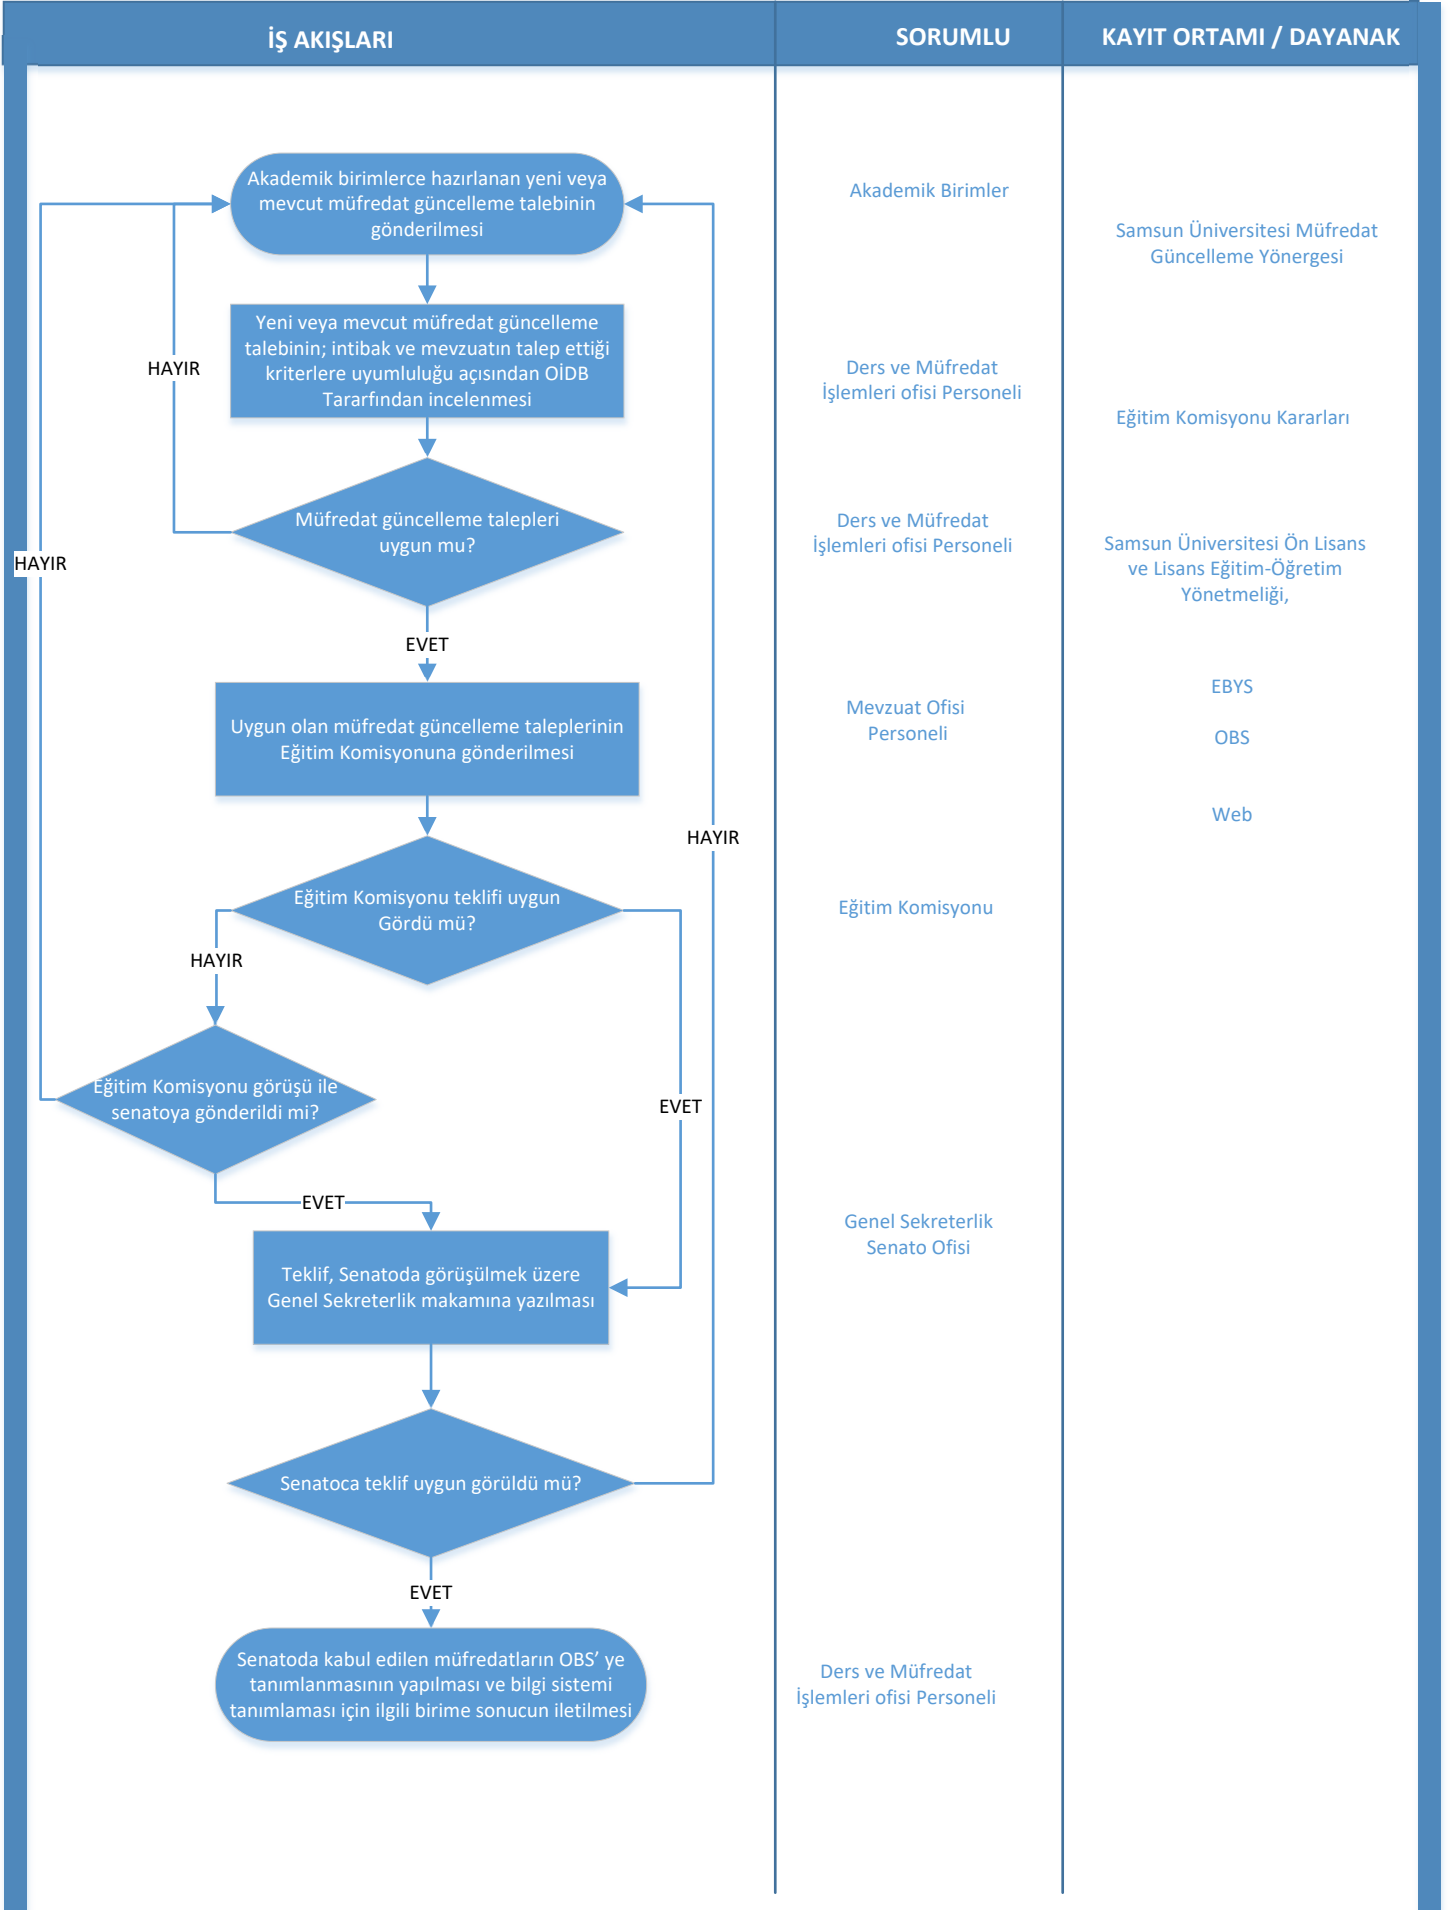 İŞ AKIŞLARI
SORUMLU
KAYIT ORTAMI / DAYANAK
Akademik birimlerce hazırlanan yeni veya
mevcut müfredat güncelleme talebinin
gönderilmesi
Akademik Birimler
Samsun Üniversitesi Müfredat
Güncelleme Yönergesi
Yeni veya mevcut müfredat güncelleme
talebinin; intibak ve mevzuatın talep ettiği
kriterlere uyumluluğu açısından OİDB
Tararfından incelenmesi
HAYIR
Ders ve Müfredat
İşlemleri ofisi Personeli
Eğitim Komisyonu Kararları
Müfredat güncelleme talepleri
uygun mu?
HAYIR
Ders ve Müfredat
İşlemleri ofisi Personeli
Samsun Üniversitesi Ön Lisans
ve Lisans Eğitim-Öğretim
Yönetmeliği,
EVET
Uygun olan müfredat güncelleme taleplerinin
Eğitim Komisyonuna gönderilmesi
Mevzuat Ofisi
Personeli
EBYS
OBS
Web
HAYIR
Eğitim Komisyonu teklifi uygun
Gördü mü?
Eğitim Komisyonu
HAYIR
Eğitim Komisyonu görüşü ile
senatoya gönderildi mi?
EVET
EVET
Teklif, Senatoda görüşülmek üzere
Genel Sekreterlik makamına yazılması
Genel Sekreterlik
Senato Ofisi
Senatoca teklif uygun görüldü mü?
EVET
Senatoda kabul edilen müfredatların OBS’ ye
tanımlanmasının yapılması ve bilgi sistemi
tanımlaması için ilgili birime sonucun iletilmesi
Ders ve Müfredat
İşlemleri ofisi Personeli